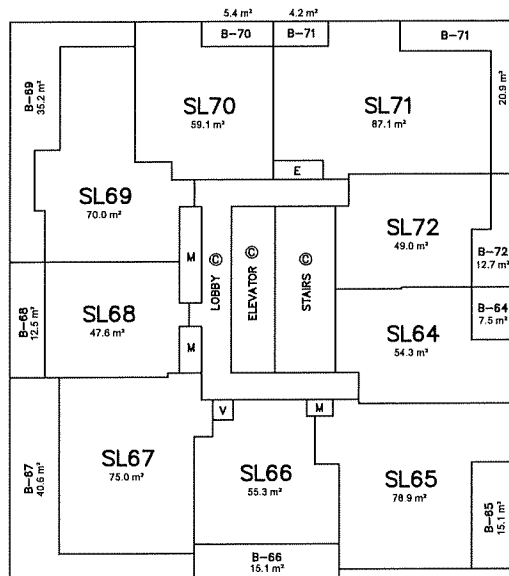 5.4 m²
4.2 m²
B-70
B-71
B-71
B-69
35.2 m²
SL70
59.1 m²
SL71
87.1 m²
20.9 m²
E
SL69
70.0 m²
SL72
49.0 m²
M
LOBBY ©
ELEVATOR ©
STAIRS ©
B-72
12.7 m²
B-68
12.5 m²
SL68
47.6 m²
B-64
7.5 m²
SL64
54.3 m²
M
V
M
SL67
75.0 m²
SL66
55.3 m²
SL65
78.9 m²
B-67
40.6 m²
B-65
15.1 m²
B-66
15.1 m²